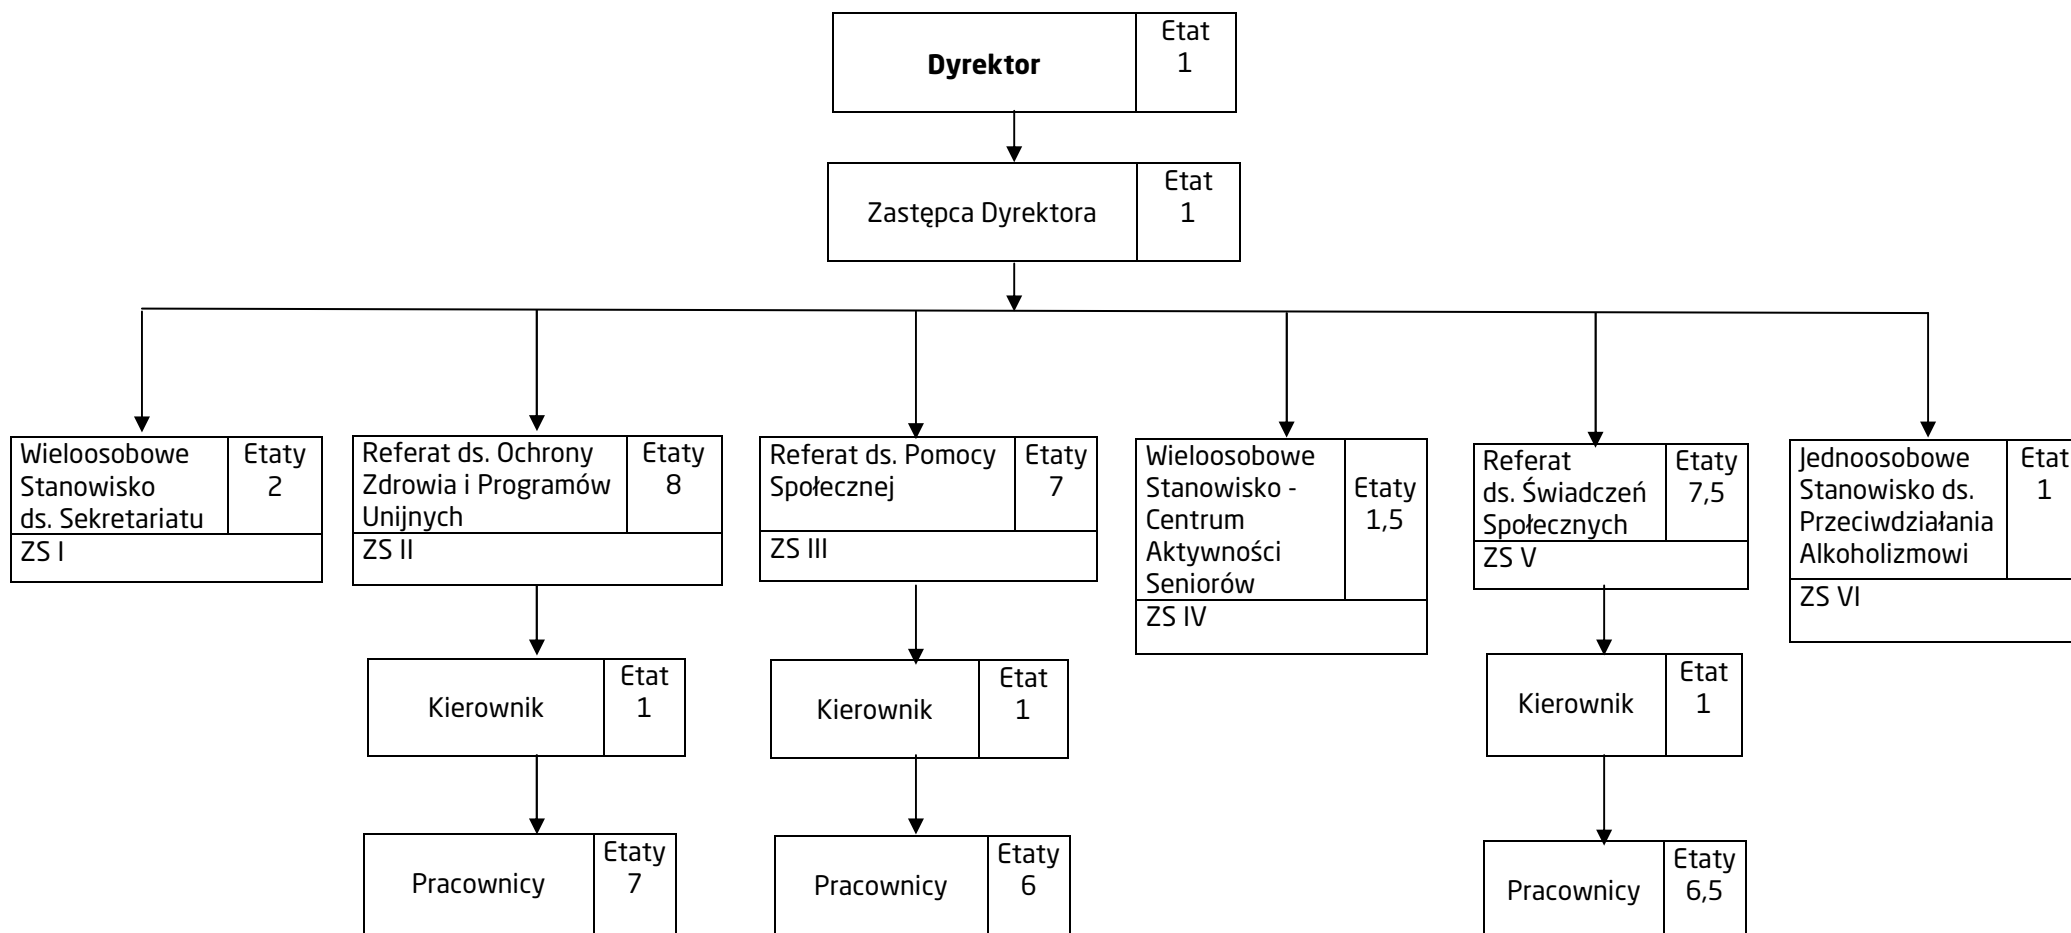 Dyrektor
Etat
1
Zastępca Dyrektora
Etat
1
Wieloosobowe
Stanowisko
ds. Sekretariatu
Etaty
2
ZS I
Referat ds. Ochrony
Zdrowia i Programów
Unijnych
Etaty
8
ZS II
Referat ds. Pomocy
Społecznej
Etaty
7
ZS III
Wieloosobowe
Stanowisko -
Centrum
Aktywności
Seniorów
Etaty
1,5
ZS IV
Referat
ds. Świadczeń
Społecznych
Etaty
7,5
ZS V
Jednoosobowe
Stanowisko ds.
Przeciwdziałania
Alkoholizmowi
Etat
1
ZS VI
Kierownik
Etat
1
Kierownik
Etat
1
Kierownik
Etat
1
Pracownicy
Etaty
7
Pracownicy
Etaty
6
Pracownicy
Etaty
6,5